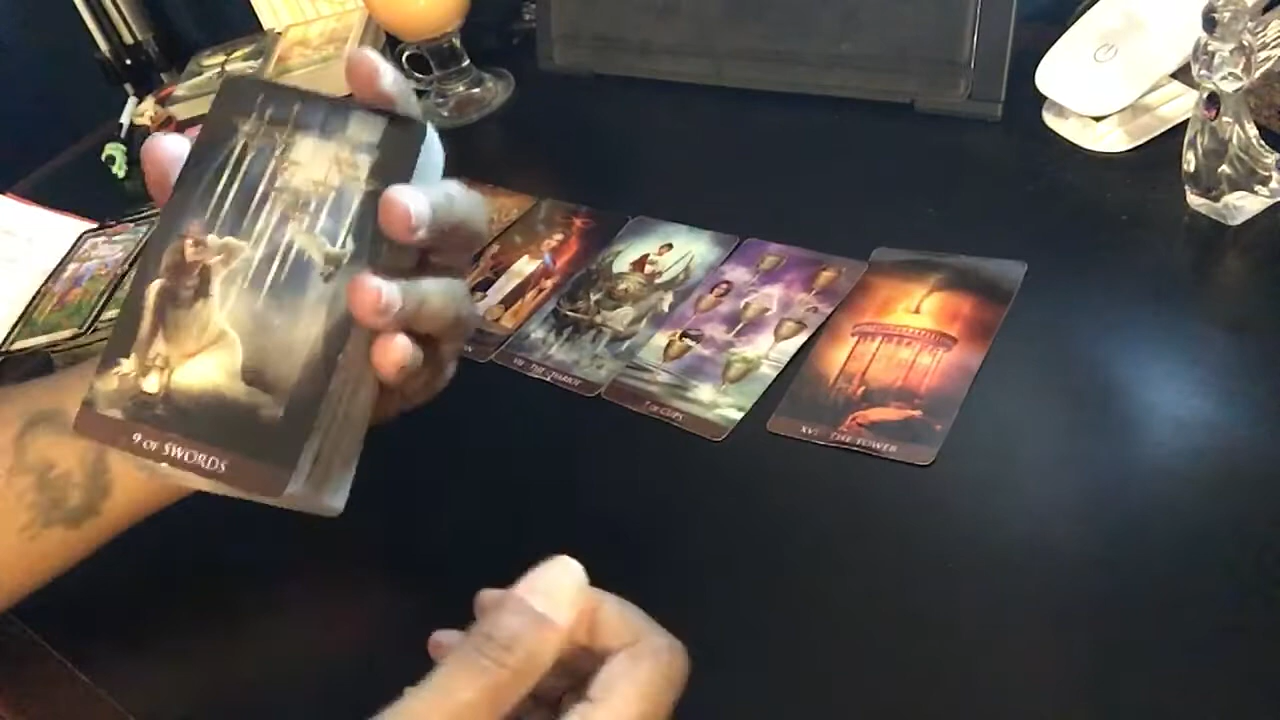 9 OF SWORDS
VII THE CHARIOT
7 OF CUPS
XVI THE TOWER